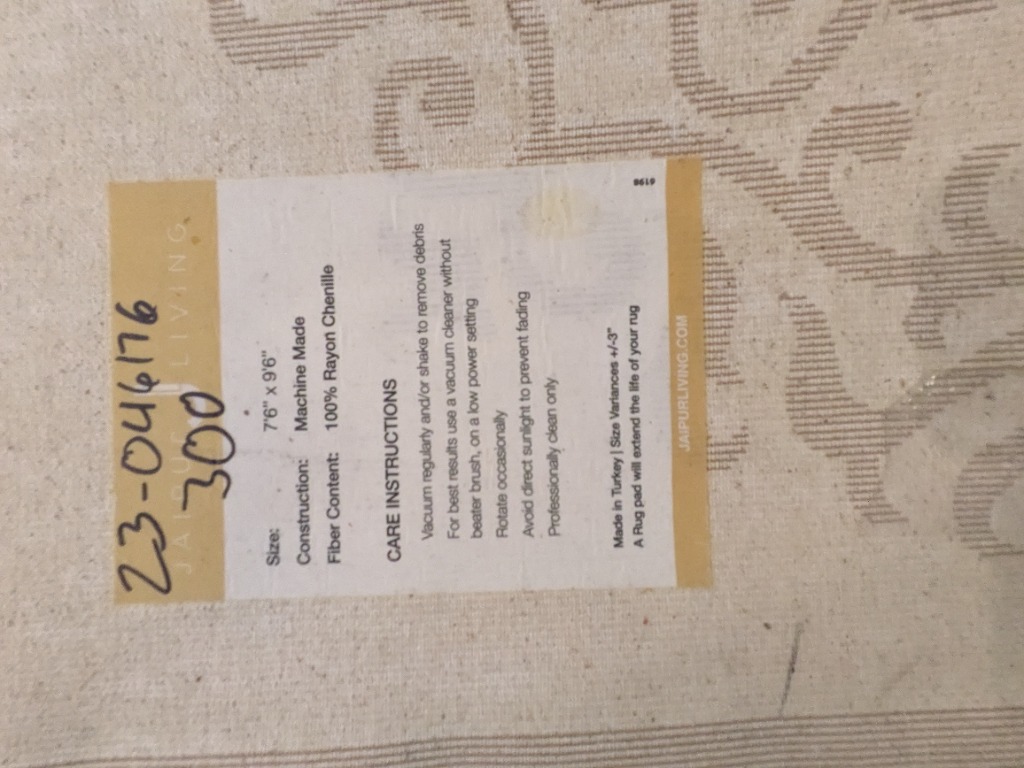 23-046176
300
JAIPUR LIVING
Size: 7'6" x 9'6"
Construction: Machine Made
Fiber Content: 100% Rayon Chenille
CARE INSTRUCTIONS
Vacuum regularly and/or shake to remove debris
For best results use a vacuum cleaner without
beater brush, on a low power setting
Rotate occasionally
Avoid direct sunlight to prevent fading
Professionally clean only
Made in Turkey | Size Variances +/-3"
A Rug pad will extend the life of your rug
JAIPURLIVING.COM